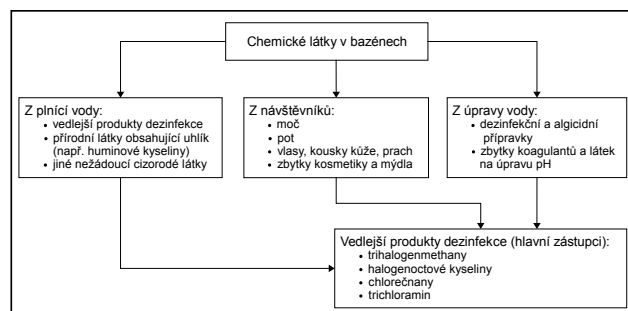 Chemické látky v bazénech
Z plnící vody:
• vedlejší produkty dezinfekce
• přírodní látky obsahující uhlík
(např. huminové kyseliny)
• jiné nežádoucí cizorodé látky
Z návštěvníků:
• moč
• pot
• vlasy, kousky kůže, prach
• zbytky kosmetiky a mýdla
Z úpravy vody:
• dezinfekční a algicidní
přípravky
• zbytky koagulantů a látek
na úpravu pH
Vedlejší produkty dezinfekce (hlavní zástupci):
• trihalogenmethany
• halogenoctové kyseliny
• chlorečnany
• trichloramin